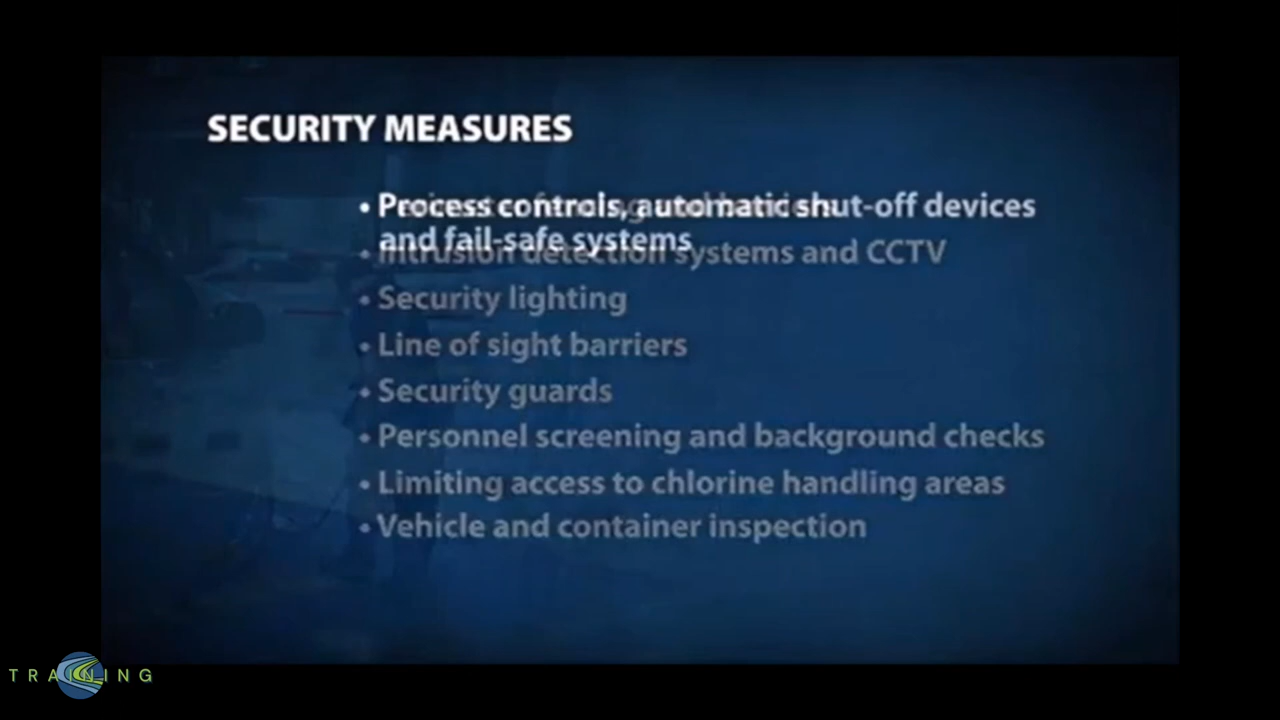 SECURITY MEASURES
• Process controls, automatic shut-off devices
and fail-safe systems
• Intrusion detection systems and CCTV
• Security lighting
• Line of sight barriers
• Security guards
• Personnel screening and background checks
• Limiting access to chlorine handling areas
• Vehicle and container inspection
TRAINING